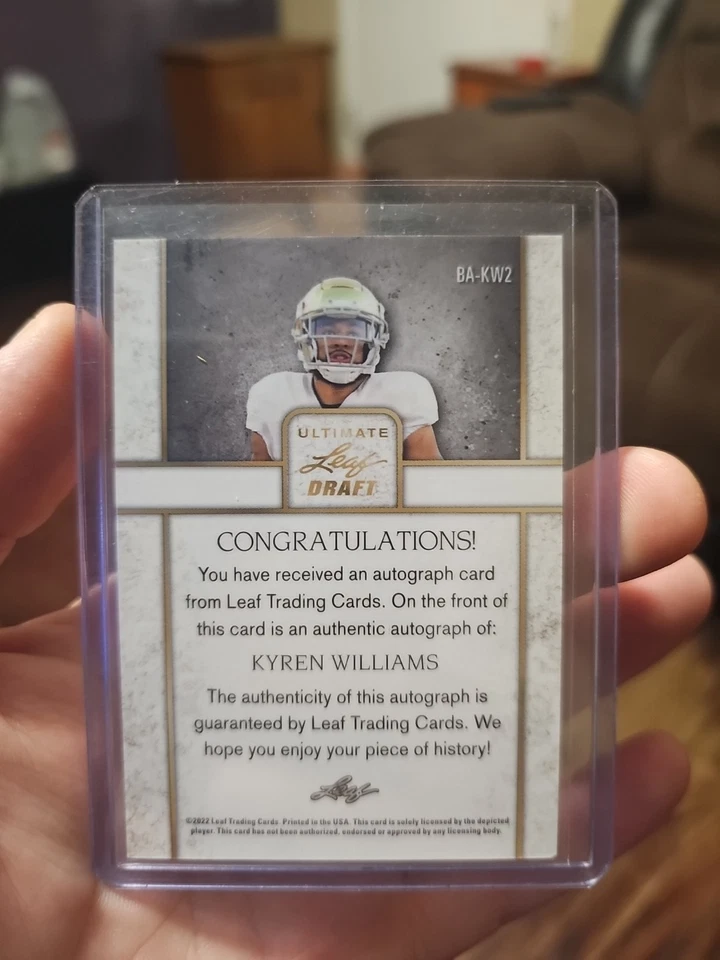 BA-KW2
ULTIMATE
Leaf
DRAFT
CONGRATULATIONS!
You have received an autograph card
from Leaf Trading Cards. On the front of
this card is an authentic autograph of:
KYREN WILLIAMS
The authenticity of this autograph is
guaranteed by Leaf Trading Cards. We
hope you enjoy your piece of history!
Leaf
©2022 Leaf Trading Cards. Printed in the USA. This card is solely licensed by the depicted
player. This card has not been authorized, endorsed or approved by any licensing body.